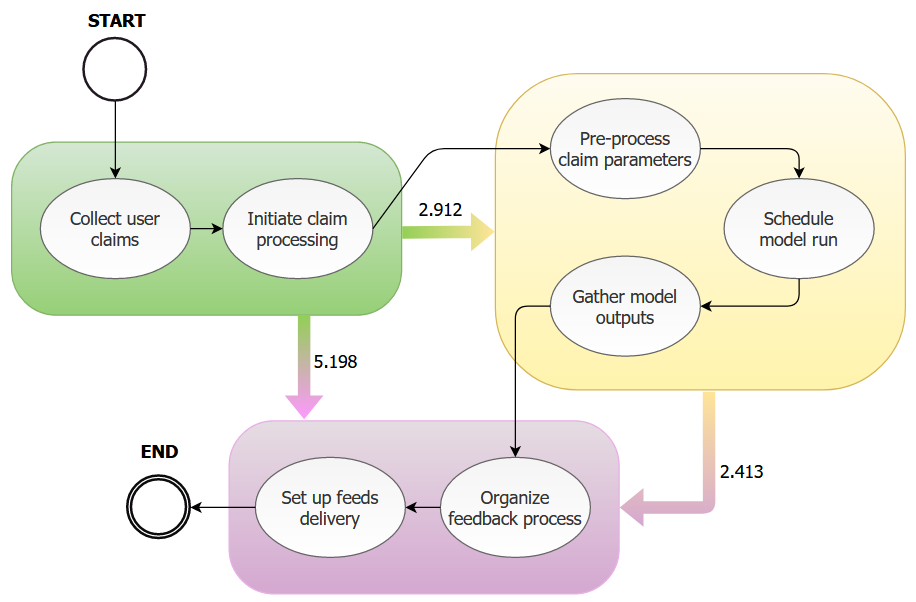 START
Collect user
claims
Initiate claim
processing
2.912
Pre-process
claim parameters
Schedule
model run
Gather model
outputs
5.198
2.413
END
Set up feeds
delivery
Organize
feedback process